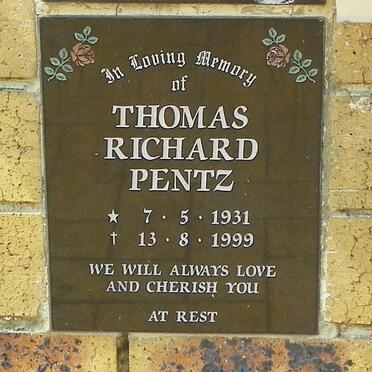 In Loving Memory
of
THOMAS
RICHARD
PENTZ
★ 7 · 5 · 1931
† 13 · 8 · 1999
WE WILL ALWAYS LOVE
AND CHERISH YOU
AT REST